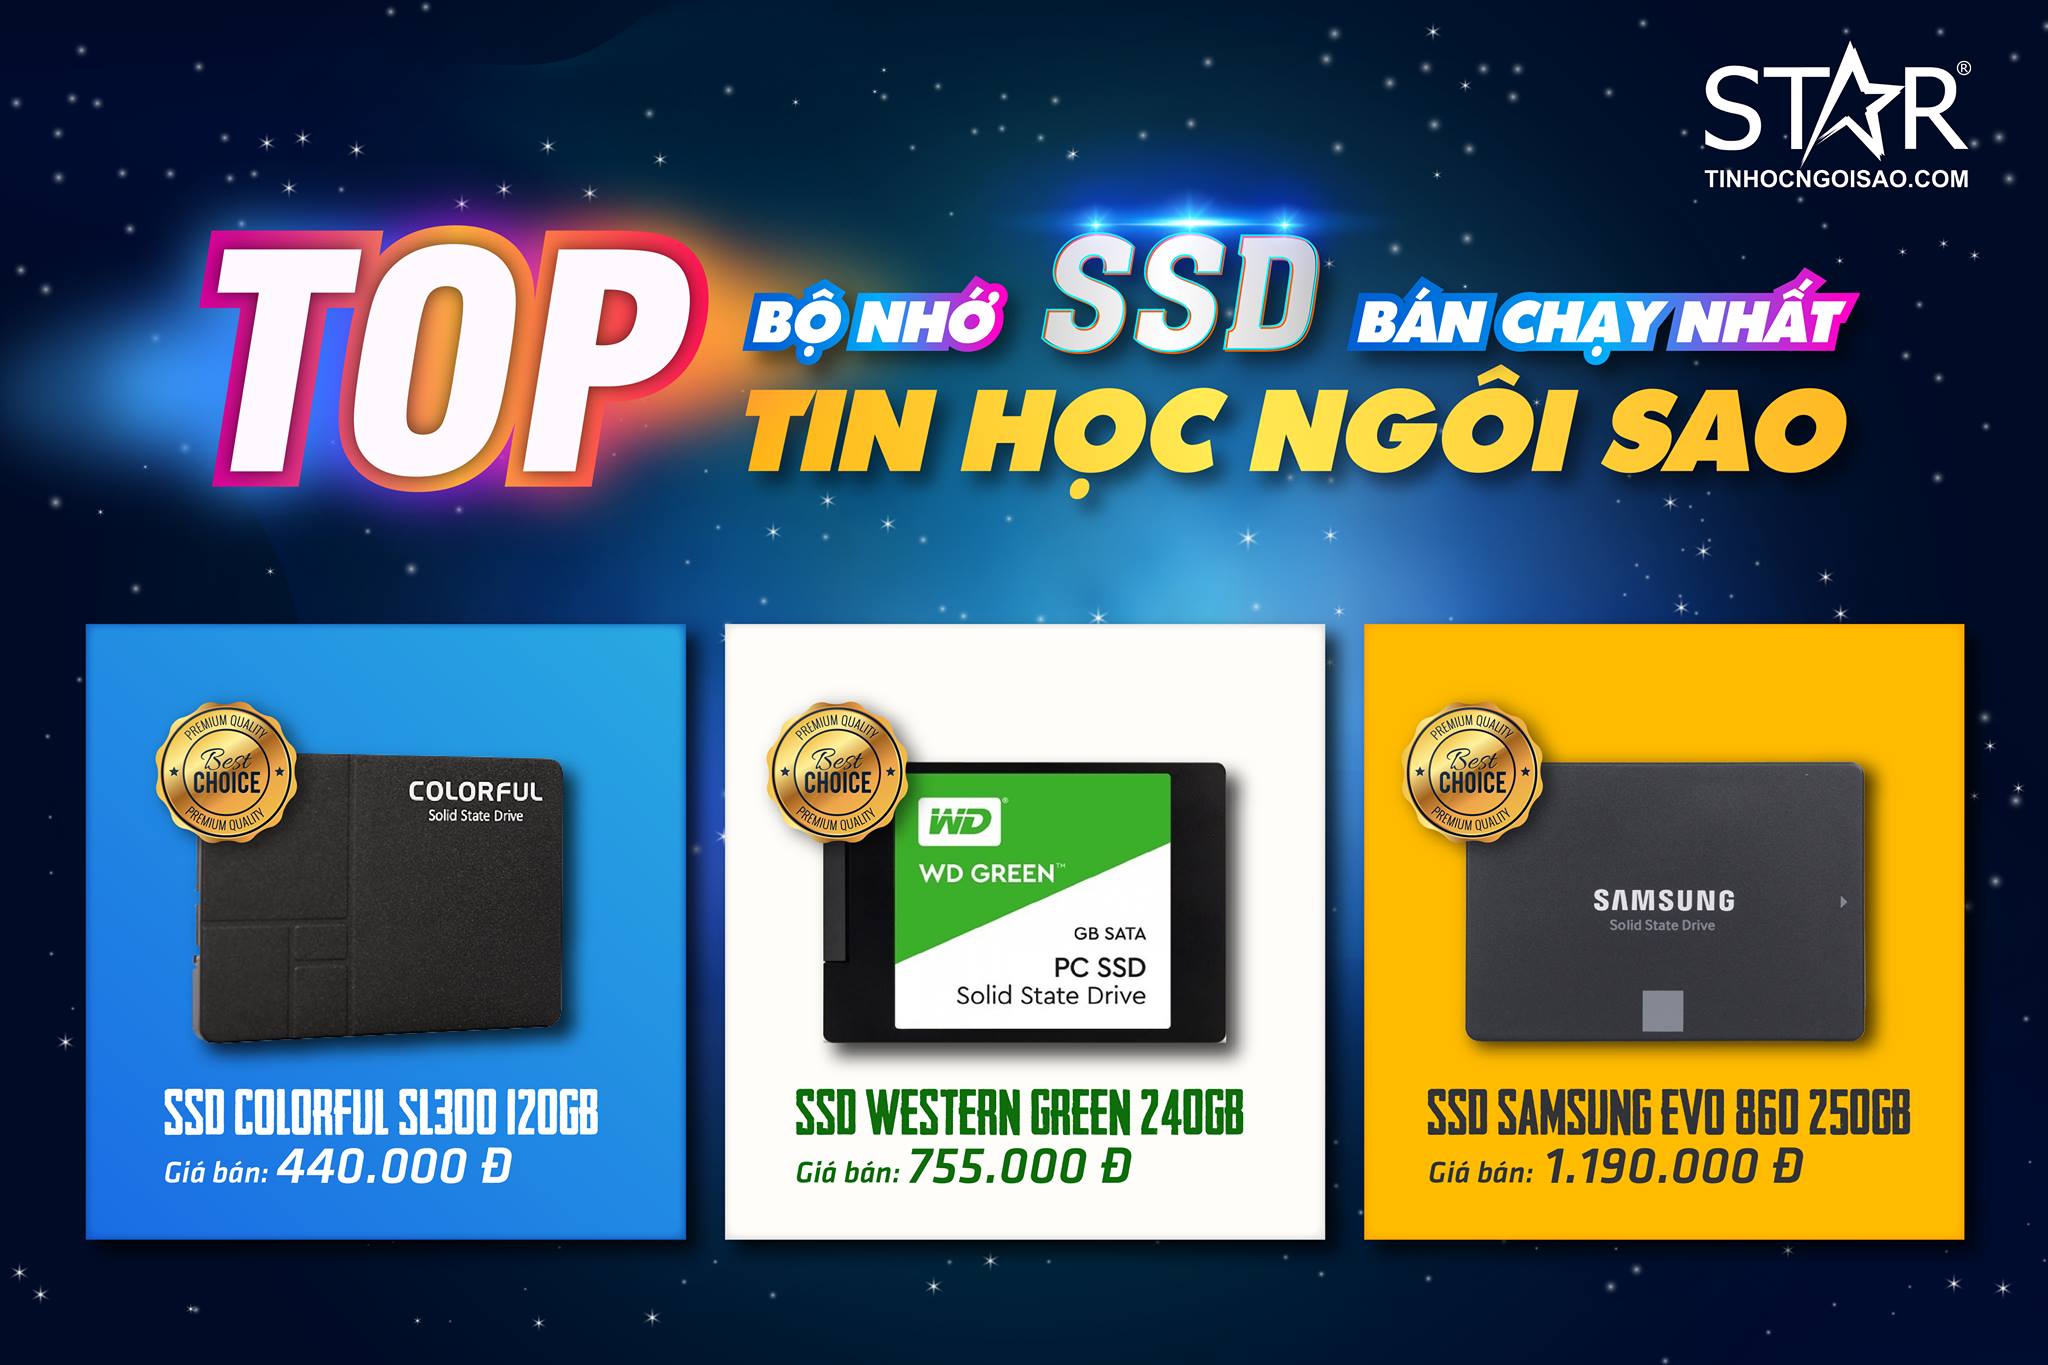 STAR®
TINHOCNGOISAO.COM
TOP
BỘ NHỚ SSD BÁN CHẠY NHẤT
TIN HỌC NGÔI SAO
PREMIUM QUALITY
Best
CHOICE
PREMIUM QUALITY
COLORFUL
Solid State Drive
SSD COLORFUL SL300 120GB
Giá bán: 440.000 Đ
PREMIUM QUALITY
Best
CHOICE
PREMIUM QUALITY
WD®
WD GREEN™
GB SATA
PC SSD
Solid State Drive
SSD WESTERN GREEN 240GB
Giá bán: 755.000 Đ
PREMIUM QUALITY
Best
CHOICE
PREMIUM QUALITY
SAMSUNG
Solid State Drive
SSD SAMSUNG EVO 860 250GB
Giá bán: 1.190.000 Đ